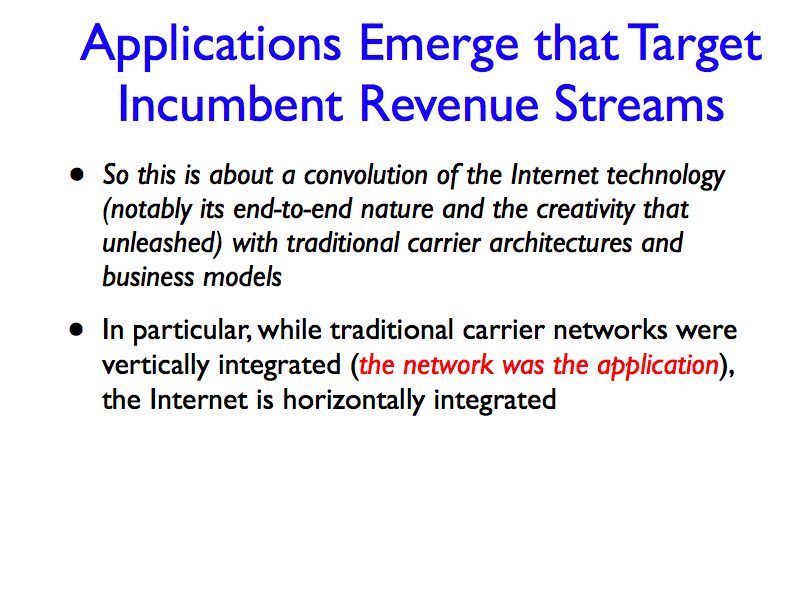 Applications Emerge that Target
Incumbent Revenue Streams
• So this is about a convolution of the Internet technology
(notably its end-to-end nature and the creativity that
unleashed) with traditional carrier architectures and
business models
• In particular, while traditional carrier networks were
vertically integrated (the network was the application),
the Internet is horizontally integrated